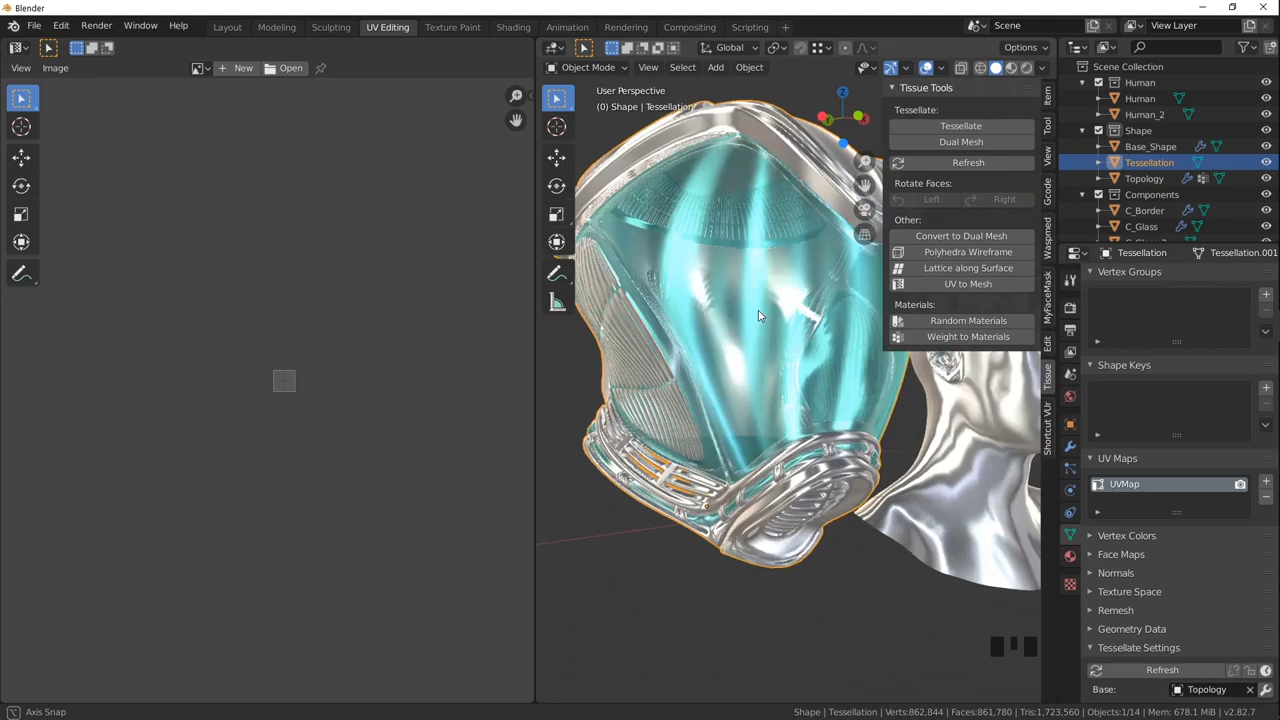 Blender
File Edit Render Window Help
Layout Modeling Sculpting UV Editing Texture Paint Shading Animation Rendering Compositing Scripting +
Scene
View Layer
Global
Options
View Image
New
Open
Object Mode
View Select Add Object
User Perspective
(0) Shape | Tessellation
Z
Tissue Tools
Tessellate:
Tessellate
Dual Mesh
Refresh
Rotate Faces:
Left
Right
Other:
Convert to Dual Mesh
Polyhedra Wireframe
Lattice along Surface
UV to Mesh
Materials:
Random Materials
Weight to Materials
Item
Tool
View
Gcode
Waspmed
MyFaceMask
Edit
Tissue
Shortcut VUr
Scene Collection
Human
Human
Human_2
Shape
Base_Shape
Tessellation
Topology
Components
C_Border
C_Glass
Tessellation
Tessellation.001
Vertex Groups
Shape Keys
UV Maps
UVMap
Vertex Colors
Face Maps
Normals
Texture Space
Remesh
Geometry Data
Tessellate Settings
Refresh
Base:
Topology
Axis Snap
Shape | Tessellation | Verts:862,844 | Faces:861,780 | Tris:1,723,560 | Objects:1/14 | Mem: 678.1 MiB | v2.82.7